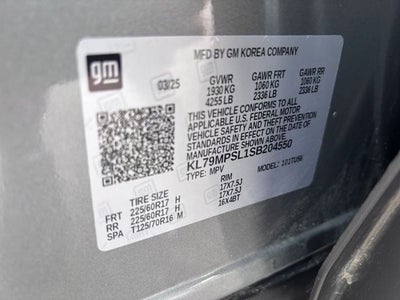 gm
MFD BY GM KOREA COMPANY
03/25 GVWR GAWR FRT GAWR RR
1930 KG 1060 KG 1060 KG
4255 LB 2336 LB 2336 LB
THIS VEHICLE CONFORMS TO ALL APPLICABLE
U.S. FEDERAL MOTOR VEHICLE
SAFETY, BUMPER, AND THEFT PREVENTION
STANDARDS IN EFFECT ON THE DATE OF
MANUFACTURE SHOWN ABOVE.
KL79MPSL1SB204550
TYPE: MPV MODEL: 1OITU56
TIRE SIZE RIM
FRT 225/60R17 H 17X7.5J
RR 225/60R17 H 17X7.5J
SPA T125/70R16 M 16X4BT